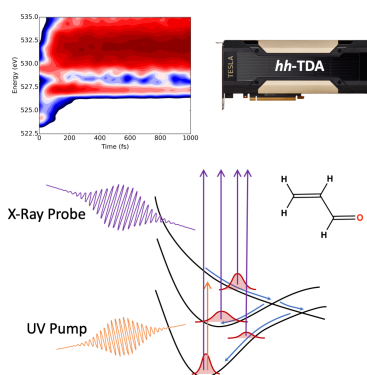 535.0
532.5
530.0
527.5
525.0
522.5
Energy (eV)
0 200 400 600 800 1000
Time (fs)
TESLA
hh-TDA
X-Ray Probe
UV Pump
H
H
H
H
O